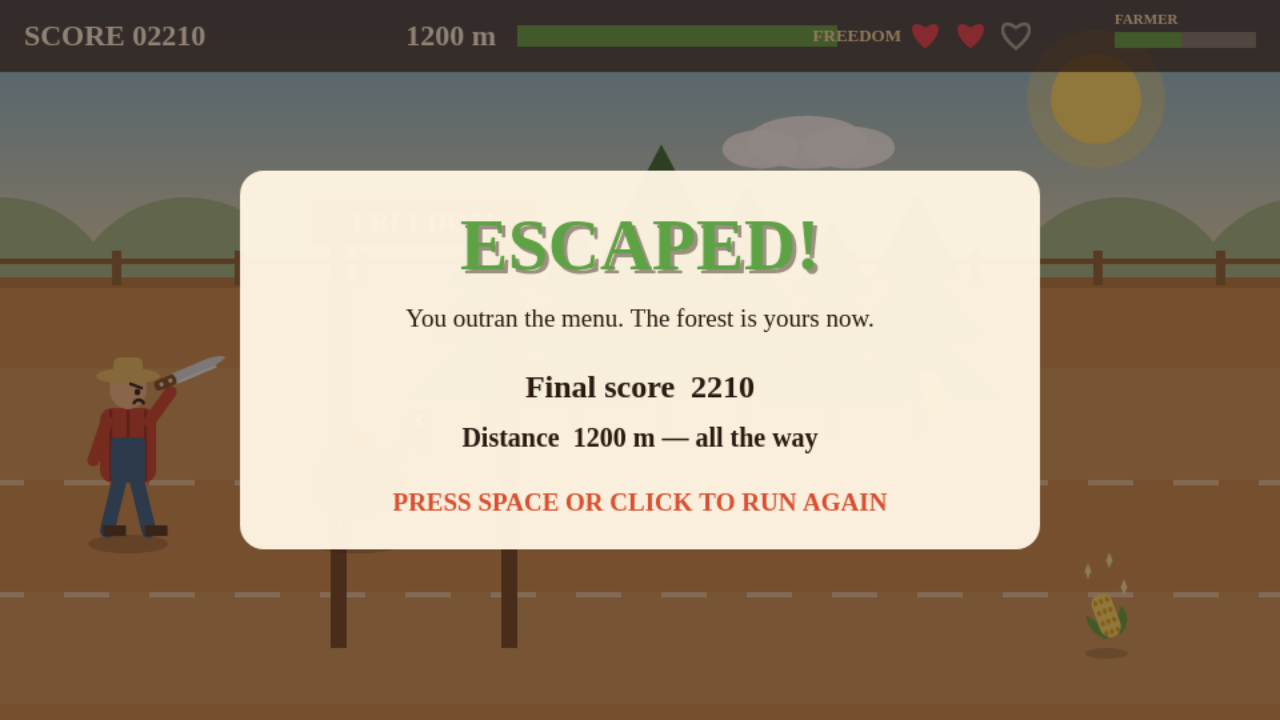 SCORE 02210
1200 m
FREEDOM
FARMER
FREEDOM
ESCAPED!
You outran the menu. The forest is yours now.
Final score 2210
Distance 1200 m — all the way
PRESS SPACE OR CLICK TO RUN AGAIN